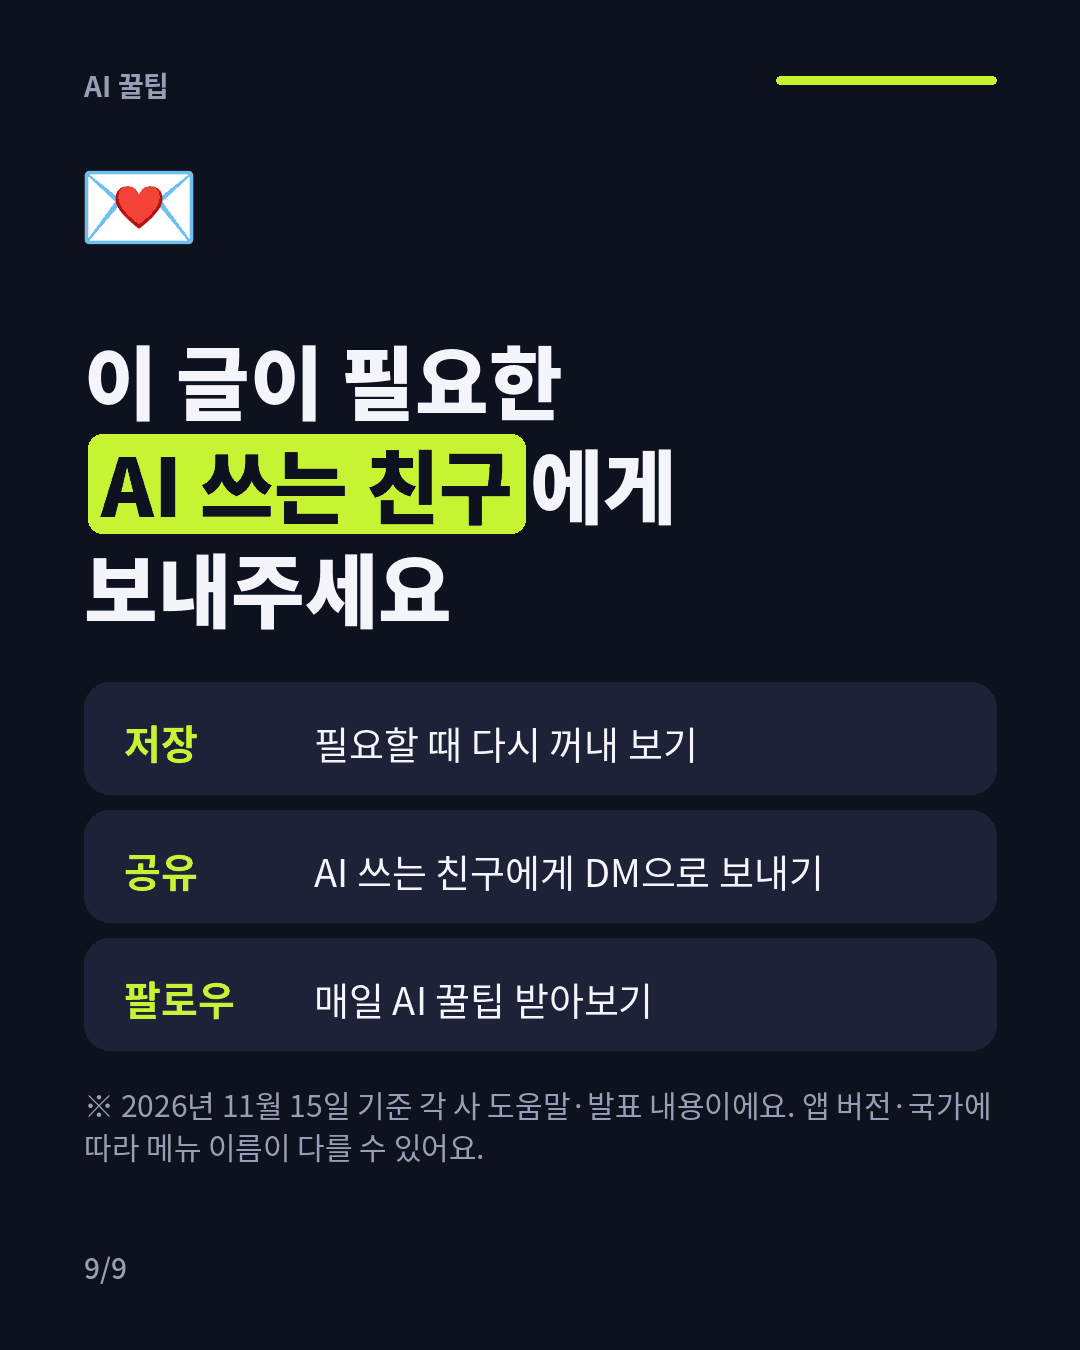 AI 꿀팁
이 글이 필요한
AI 쓰는 친구에게
보내주세요
저장 필요할 때 다시 꺼내 보기
공유 AI 쓰는 친구에게 DM으로 보내기
팔로우 매일 AI 꿀팁 받아보기
※ 2026년 11월 15일 기준 각 사 도움말·발표 내용이에요. 앱 버전·국가에
따라 메뉴 이름이 다를 수 있어요.
9/9